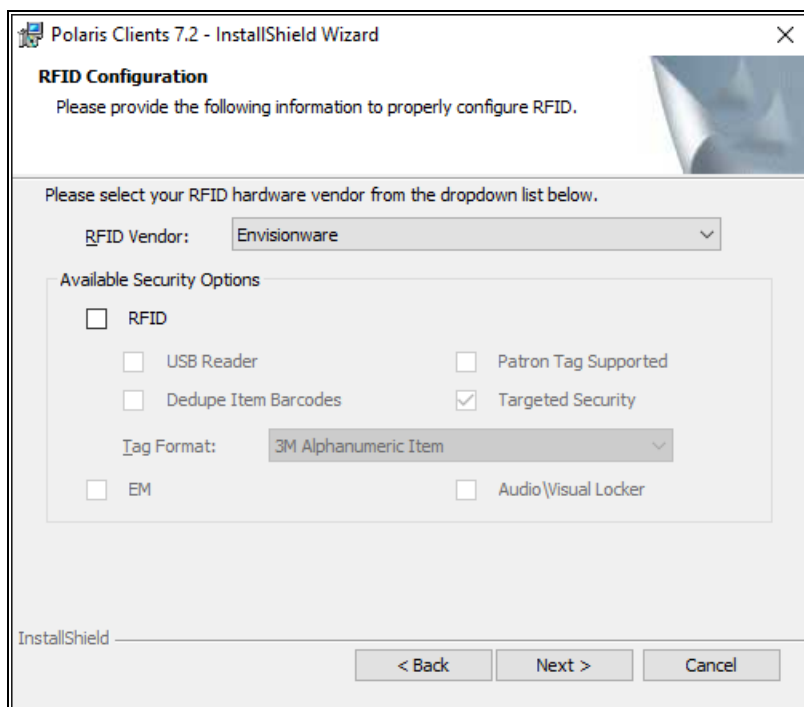 Polaris Clients 7.2 - InstallShield Wizard
RFID Configuration
Please provide the following information to properly configure RFID.
Please select your RFID hardware vendor from the dropdown list below.
RFID Vendor: Envisionware
Available Security Options
RFID
USB Reader Patron Tag Supported
Dedupe Item Barcodes Targeted Security
Tag Format: 3M Alphanumeric Item
EM Audio\Visual Locker
InstallShield
< Back Next > Cancel